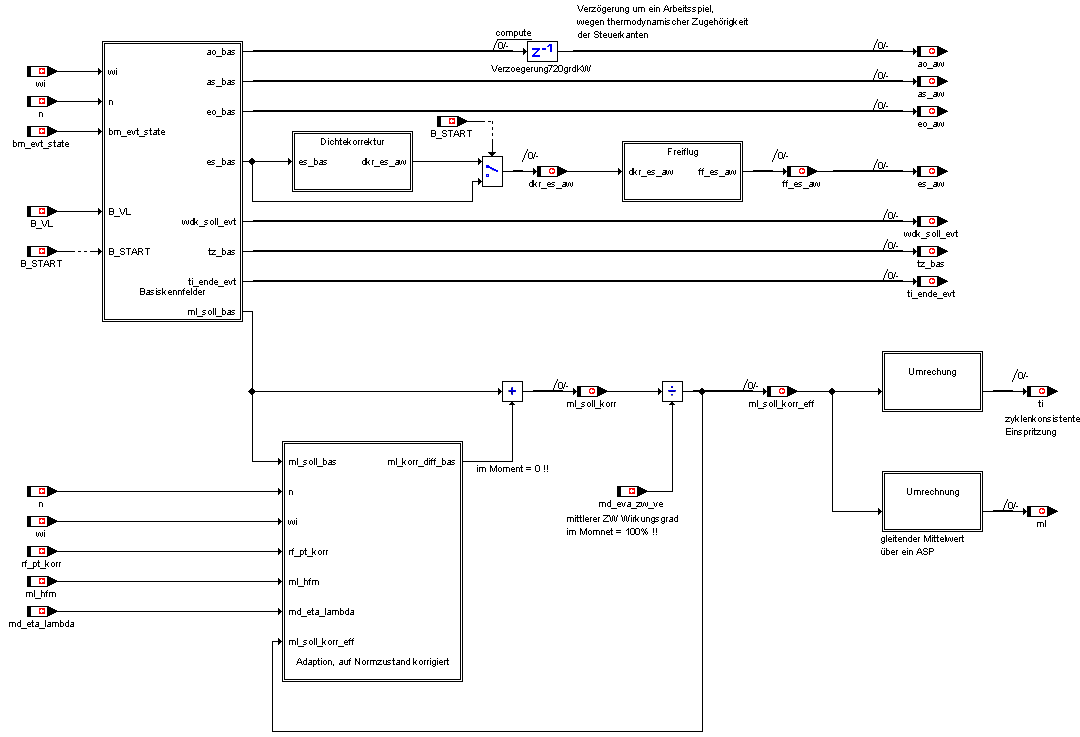 Verzögerung um ein Arbeitsspiel,
wegen thermodynamischer Zugehörigkeit
der Steuerkanten
compute
/0/-
z⁻¹
Verzoegerung720grdKW
ao_bas
/0/-
ao_aw
wi
wi
as_bas
/0/-
as_aw
n
n
eo_bas
/0/-
eo_aw
bm_evt_state
bm_evt_state
B_START
Dichtekorrektur
es_bas
es_bas
dkr_es_aw
/0/-
dkr_es_aw
Freiflug
dkr_es_aw
ff_es_aw
/0/-
ff_es_aw
es_aw
B_VL
B_VL
wdk_soll_evt
/0/-
wdk_soll_evt
B_START
B_START
tz_bas
/0/-
tz_bas
ti_ende_evt
/0/-
ti_ende_evt
Basiskennfelder
ml_soll_bas
+
/0/-
ml_soll_korr
÷
/0/-
ml_soll_korr_eff
Umrechung
/0/-
ti
zyklenkonsistente
Einspritzung
ml_soll_bas
ml_korr_diff_bas
im Moment = 0 !!
n
n
wi
wi
rf_pt_korr
rf_pt_korr
ml_hfm
ml_hfm
md_eta_lambda
md_eta_lambda
ml_soll_korr_eff
Adaption, auf Normzustand korrigiert
md_eva_zw_ve
mittlerer ZW Wirkungsgrad
im Momnet = 100% !!
Umrechnung
/0/-
ml
gleitender Mittelwert
über ein ASP